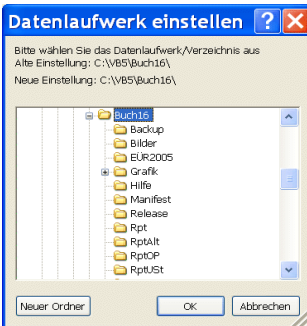 Datenlaufwerk einstellen
Bitte wählen Sie das Datenlaufwerk/Verzeichnis aus
Alte Einstellung: C:\VB5\Buch16\
Neue Einstellung: C:\VB5\Buch16\
Buch16
Backup
Bilder
EÜR2005
Grafik
Hilfe
Manifest
Release
Rpt
RptAlt
RptOP
RptUSt
Neuer Ordner
OK
Abbrechen